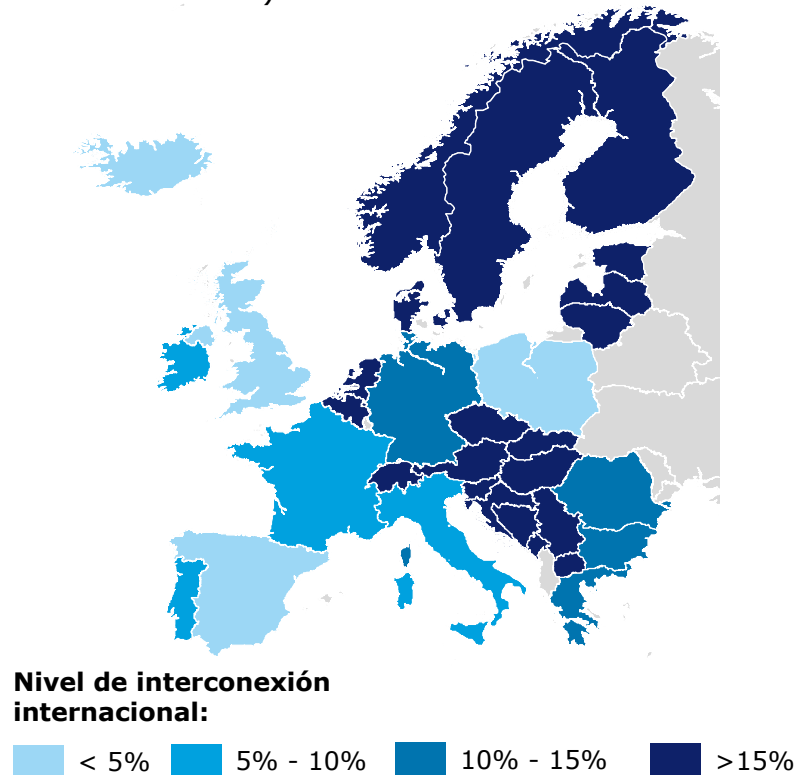 Nivel de interconexión
internacional:
< 5% 5% - 10% 10% - 15% >15%